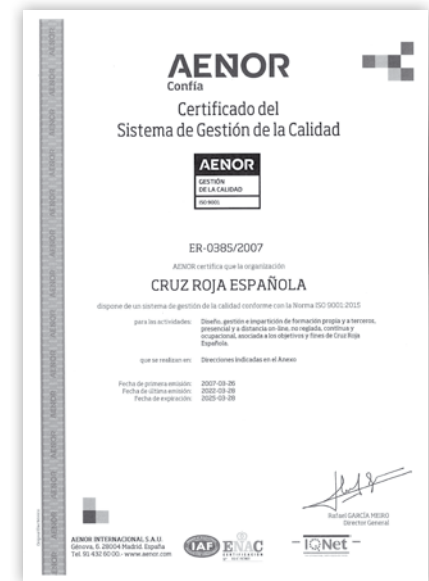 AENOR
Confía
Certificado del
Sistema de Gestión de la Calidad
AENOR
GESTIÓN
DE LA CALIDAD
ISO 9001
ER-0385/2007
AENOR certifica que la organización
CRUZ ROJA ESPAÑOLA
dispone de un sistema de gestión de la calidad conforme con la Norma ISO 9001:2015
para las actividades: Diseño, gestión e impartición de formación propia y a terceros,
presencial y a distancia on-line, no reglada, continua y
ocupacional, asociada a los objetivos y fines de Cruz Roja
Española.
que se realizan en: Direcciones indicadas en el Anexo
Fecha de primera emisión: 2007-03-26
Fecha de última emisión: 2022-03-28
Fecha de expiración: 2025-03-28
Rafael GARCÍA MEIRO
Director General
AENOR INTERNACIONAL S.A.U.
Génova, 6. 28004 Madrid. España
Tel. 91 432 60 00.- www.aenor.com
IAF
ENAC
CERTIFICACIÓN
- IQNet -